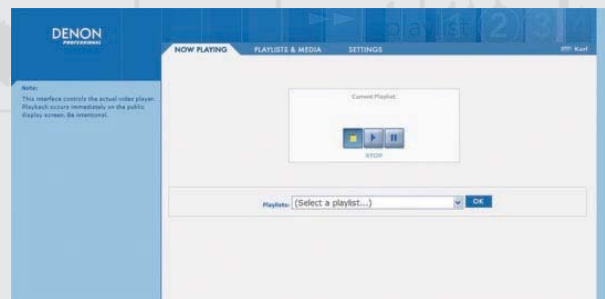 DENON
PROFESSIONAL
playlist 1 2 3
NOW PLAYING PLAYLISTS & MEDIA SETTINGS
Karl
Note:
This interface controls the actual video player.
Playback occurs immediately on the public
display screen. Be intentional.
Current Playlist:
STOP
Playlists: (Select a playlist...) OK